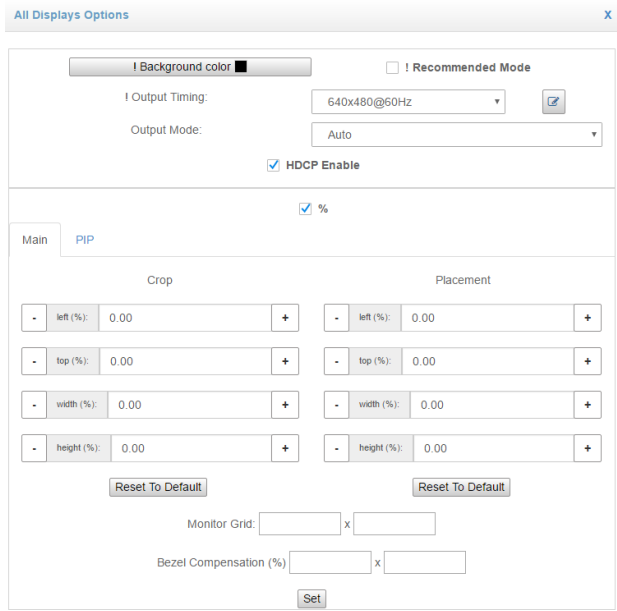 All Displays Options X
! Background color ! Recommended Mode
! Output Timing: 640x480@60Hz
Output Mode: Auto
HDCP Enable
%
Main PIP
Crop Placement
- left (%): 0.00 + - left (%): 0.00 +
- top (%): 0.00 + - top (%): 0.00 +
- width (%): 0.00 + - width (%): 0.00 +
- height (%): 0.00 + - height (%): 0.00 +
Reset To Default Reset To Default
Monitor Grid: x
Bezel Compensation (%) x
Set